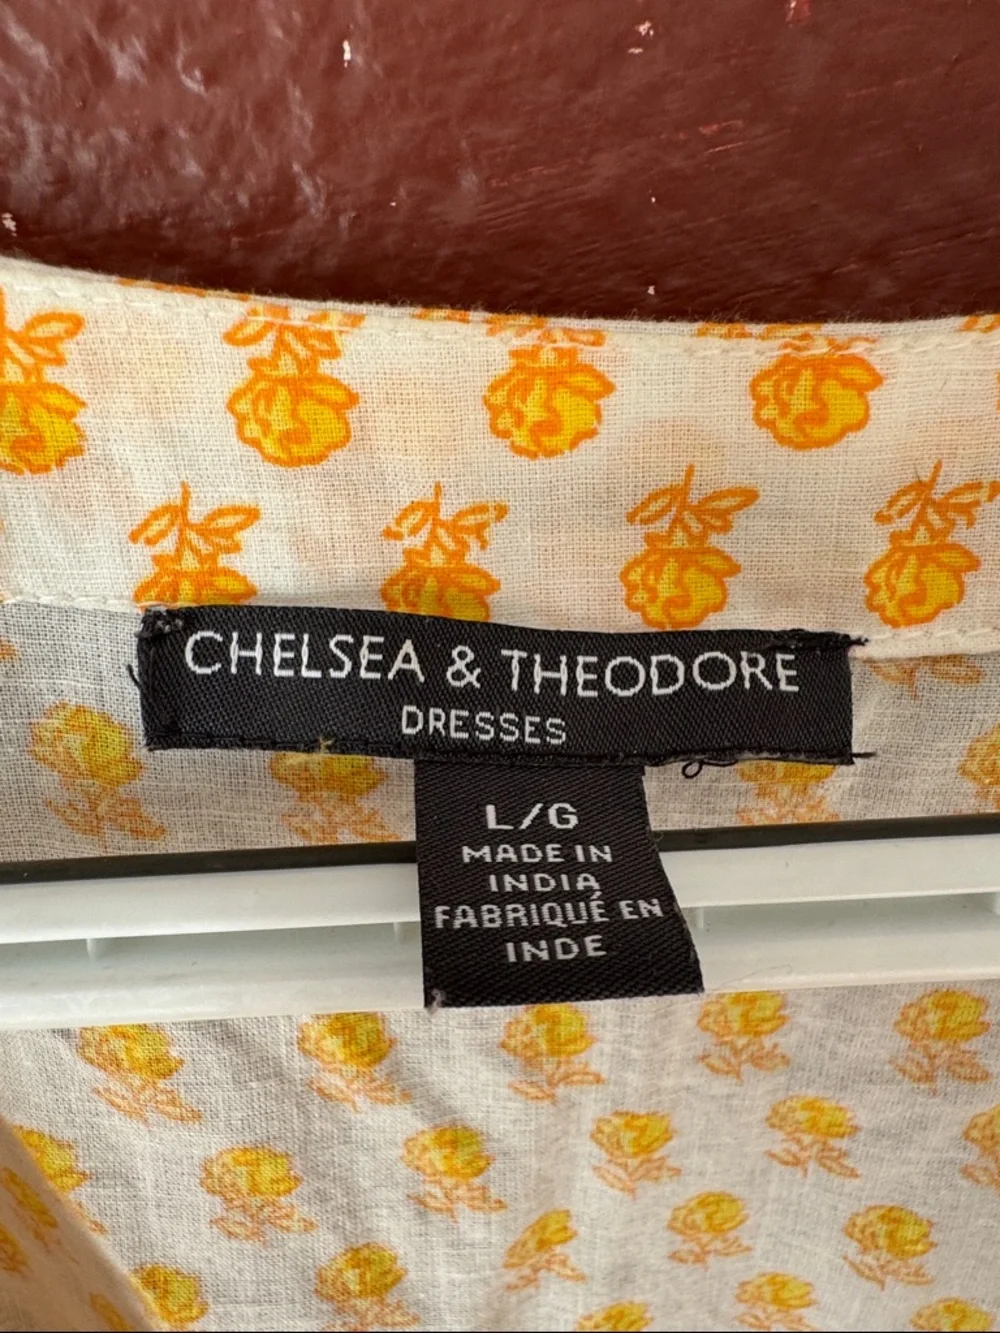 CHELSEA & THEODORE
DRESSES
L/G
MADE IN
INDIA
FABRIQUÉ EN
INDE